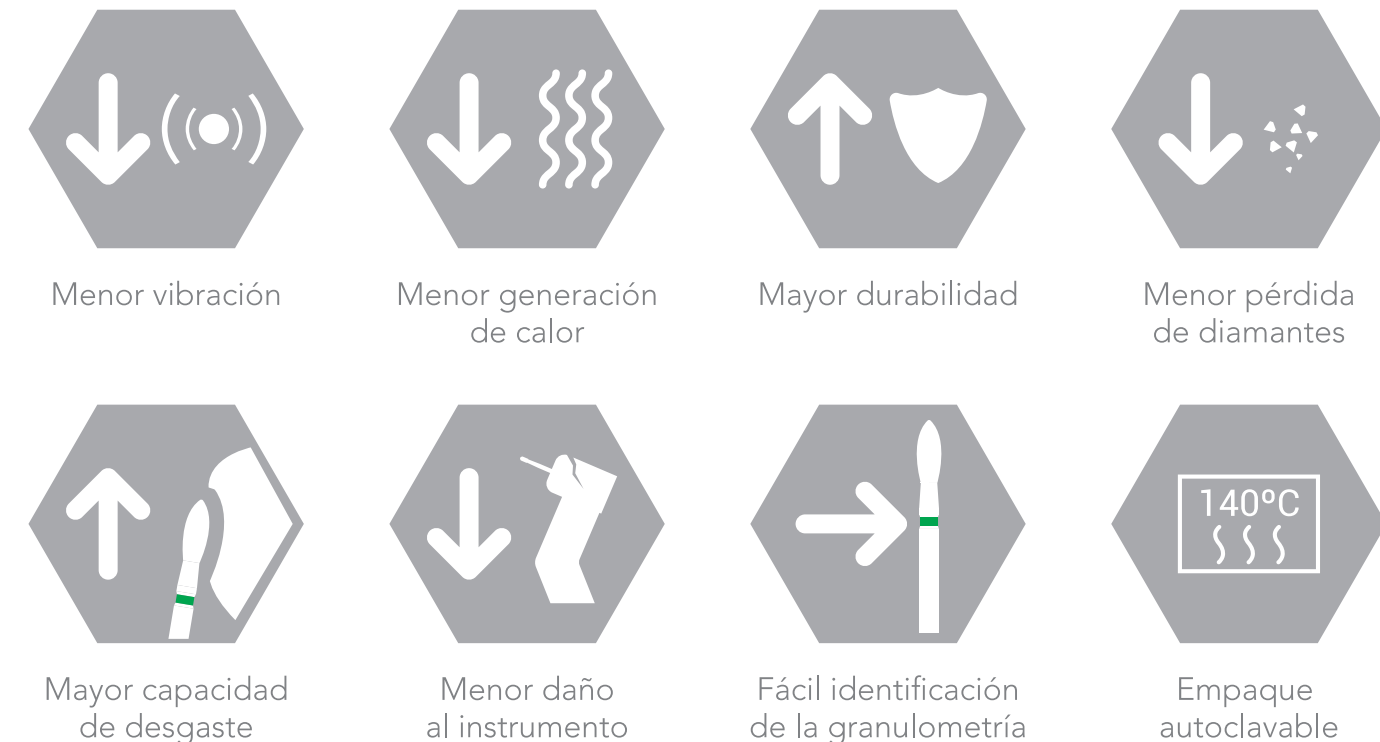 Menor vibración
Menor generación
de calor
Mayor durabilidad
Menor pérdida
de diamantes
Mayor capacidad
de desgaste
Menor daño
al instrumento
Fácil identificación
de la granulometría
140ºC
Empaque
autoclavable